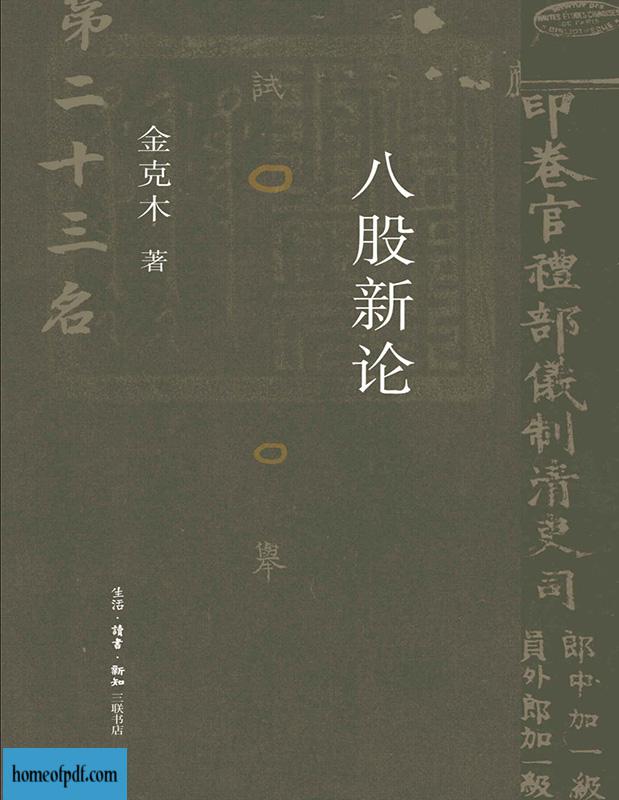 印卷官禮部儀制清吏司
郎中加一級
員外郎加一級
八股新论
試
舉
金克木 著
第二十三名
生活·讀書·新知 三联书店
homeofpdf.com